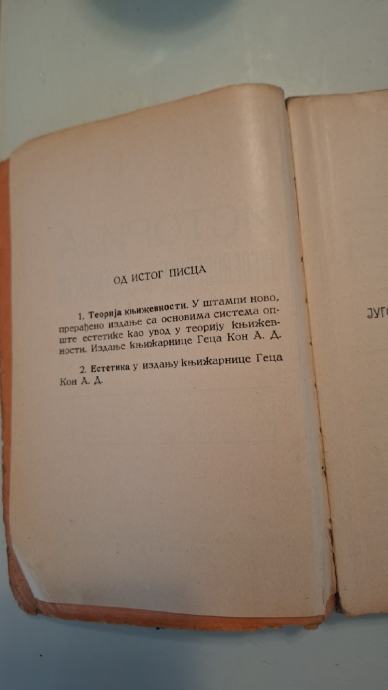 ОД ИСТОГ ПИСЦА
1. Теорија књижевности. У штампи ново,
прерађено издање са основима система оп-
ште естетике као увод у теорију књижев-
ности. Издање књижарнице Геца Кон А. Д.
2. Естетика у издању књижарнице Геца
Кон А. Д.
ЈУГО